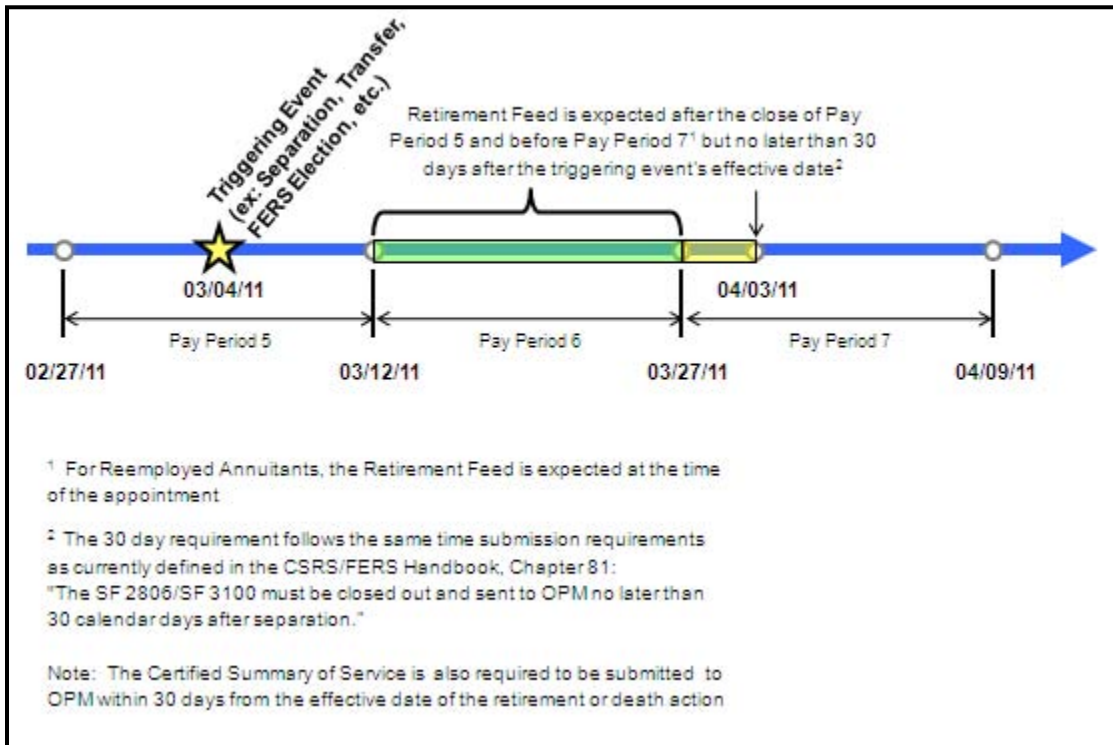 Triggering Event
(ex: Separation, Transfer,
FERS Election, etc.)
Retirement Feed is expected after the close of Pay
Period 5 and before Pay Period 7¹ but no later than 30
days after the triggering event's effective date²
03/04/11
04/03/11
Pay Period 5
Pay Period 6
Pay Period 7
02/27/11
03/12/11
03/27/11
04/09/11
¹ For Reemployed Annuitants, the Retirement Feed is expected at the time
of the appointment
² The 30 day requirement follows the same time submission requirements
as currently defined in the CSRS/FERS Handbook, Chapter 81:
"The SF 2806/SF 3100 must be closed out and sent to OPM no later than
30 calendar days after separation."
Note: The Certified Summary of Service is also required to be submitted to
OPM within 30 days from the effective date of the retirement or death action